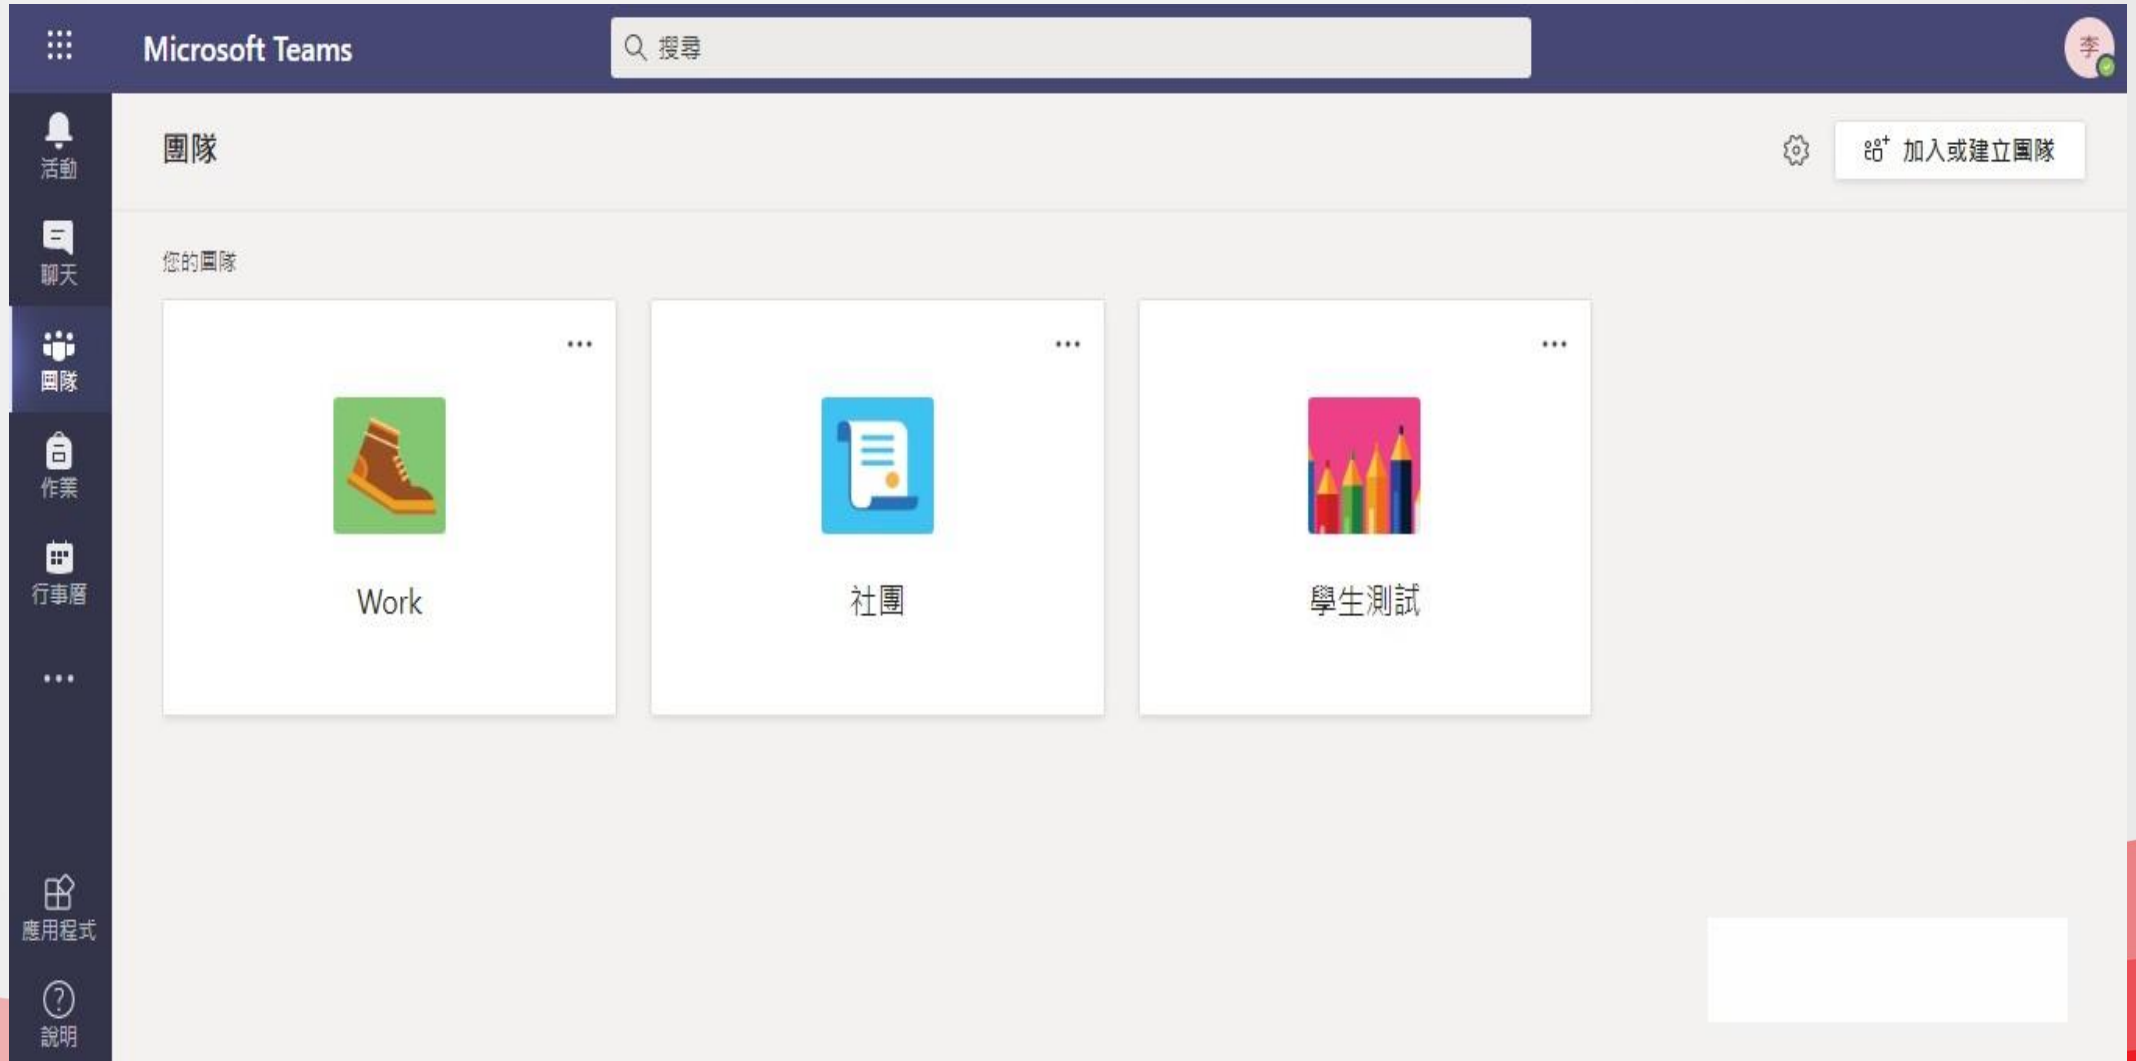 Microsoft Teams
搜尋
李
活動
聊天
團隊
作業
行事曆
應用程式
說明
團隊
加入或建立團隊
您的團隊
Work
社團
學生測試